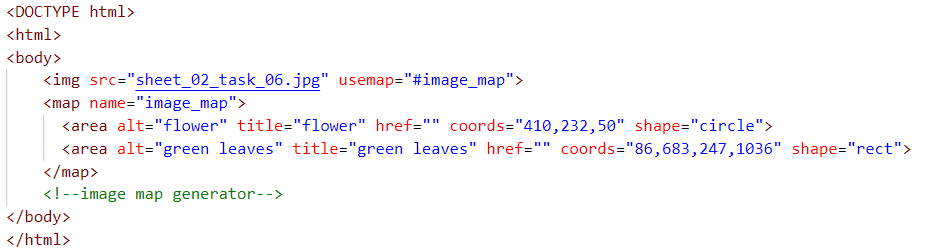 <DOCTYPE html>
<html>
<body>
<img src="sheet_02_task_06.jpg" usemap="#image_map">
<map name="image_map">
<area alt="flower" title="flower" href="" coords="410,232,50" shape="circle">
<area alt="green leaves" title="green leaves" href="" coords="86,683,247,1036" shape="rect">
</map>
<!--image map generator-->
</body>
</html>